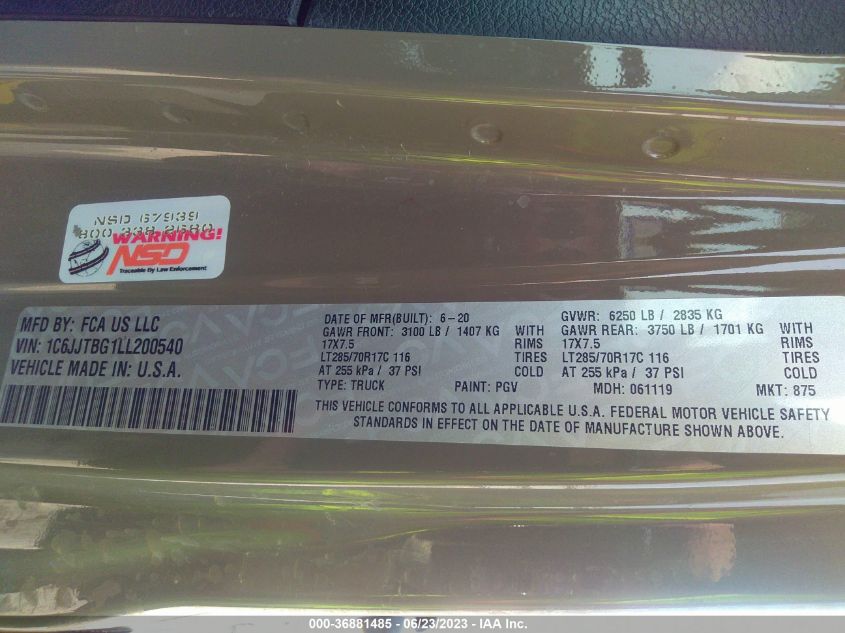 NSD 67939
800 338 2680
WARNING!
NSD
Traceable By Law Enforcement
MFD BY: FCA US LLC
VIN: 1C6JJTBG1LL200540
VEHICLE MADE IN: U.S.A.
DATE OF MFR(BUILT): 6-20 GVWR: 6250 LB / 2835 KG
GAWR FRONT: 3100 LB / 1407 KG WITH GAWR REAR: 3750 LB / 1701 KG WITH
17X7.5 RIMS 17X7.5 RIMS
LT285/70R17C 116 TIRES LT285/70R17C 116 TIRES
AT 255 kPa / 37 PSI COLD AT 255 kPa / 37 PSI COLD
TYPE: TRUCK PAINT: PGV MDH: 061119 MKT: 875
THIS VEHICLE CONFORMS TO ALL APPLICABLE U.S.A. FEDERAL MOTOR VEHICLE SAFETY
STANDARDS IN EFFECT ON THE DATE OF MANUFACTURE SHOWN ABOVE.
000-36881485 - 06/23/2023 - IAA Inc.